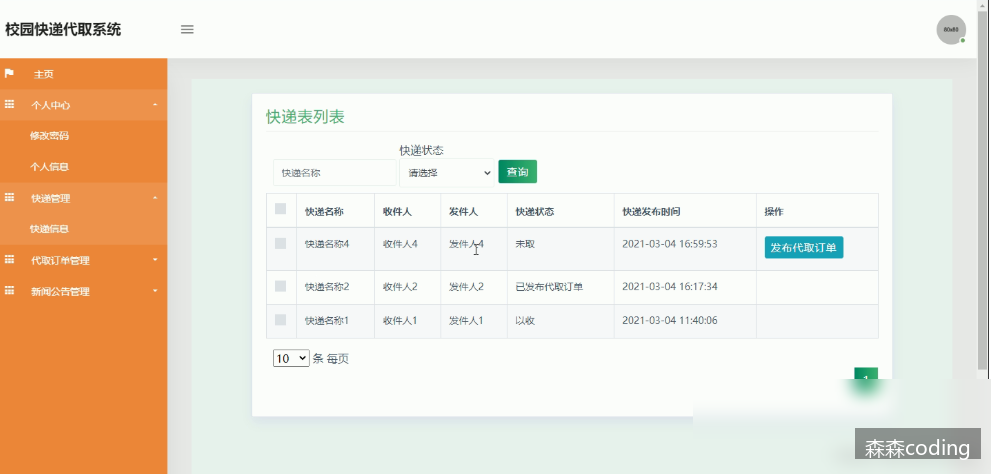 校园快递代取系统
60x60
主页
个人中心
修改密码
个人信息
快递管理
快递信息
代取订单管理
新闻公告管理
快递表列表
快递状态
快递名称 请选择 查询
快递名称 收件人 发件人 快递状态 快递发布时间 操作
快递名称4 收件人4 发件人4 未取 2021-03-04 16:59:53 发布代取订单
快递名称2 收件人2 发件人2 已发布代取订单 2021-03-04 16:17:34
快递名称1 收件人1 发件人1 以收 2021-03-04 11:40:06
10 条 每页
1
森森coding